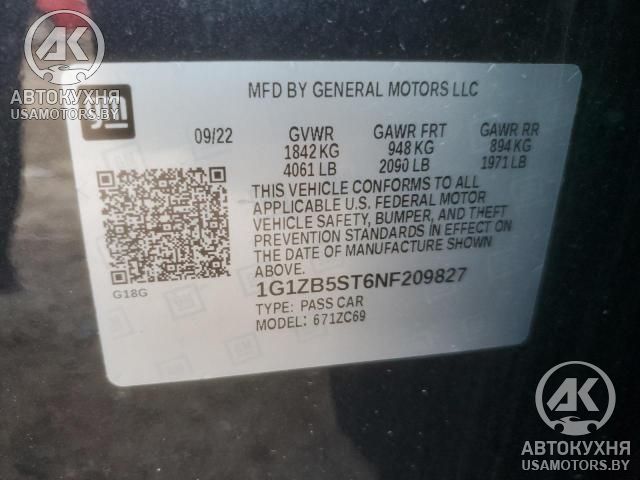 AK
АВТОКУХНЯ
USAMOTORS.BY
gm
MFD BY GENERAL MOTORS LLC
09/22 GVWR GAWR FRT GAWR RR
1842 KG 948 KG 894 KG
4061 LB 2090 LB 1971 LB
THIS VEHICLE CONFORMS TO ALL
APPLICABLE U.S. FEDERAL MOTOR
VEHICLE SAFETY, BUMPER, AND THEFT
PREVENTION STANDARDS IN EFFECT ON
THE DATE OF MANUFACTURE SHOWN
ABOVE.
1G1ZB5ST6NF209827
TYPE: PASS CAR
MODEL: 671ZC69
G18G
AK
АВТОКУХНЯ
USAMOTORS.BY